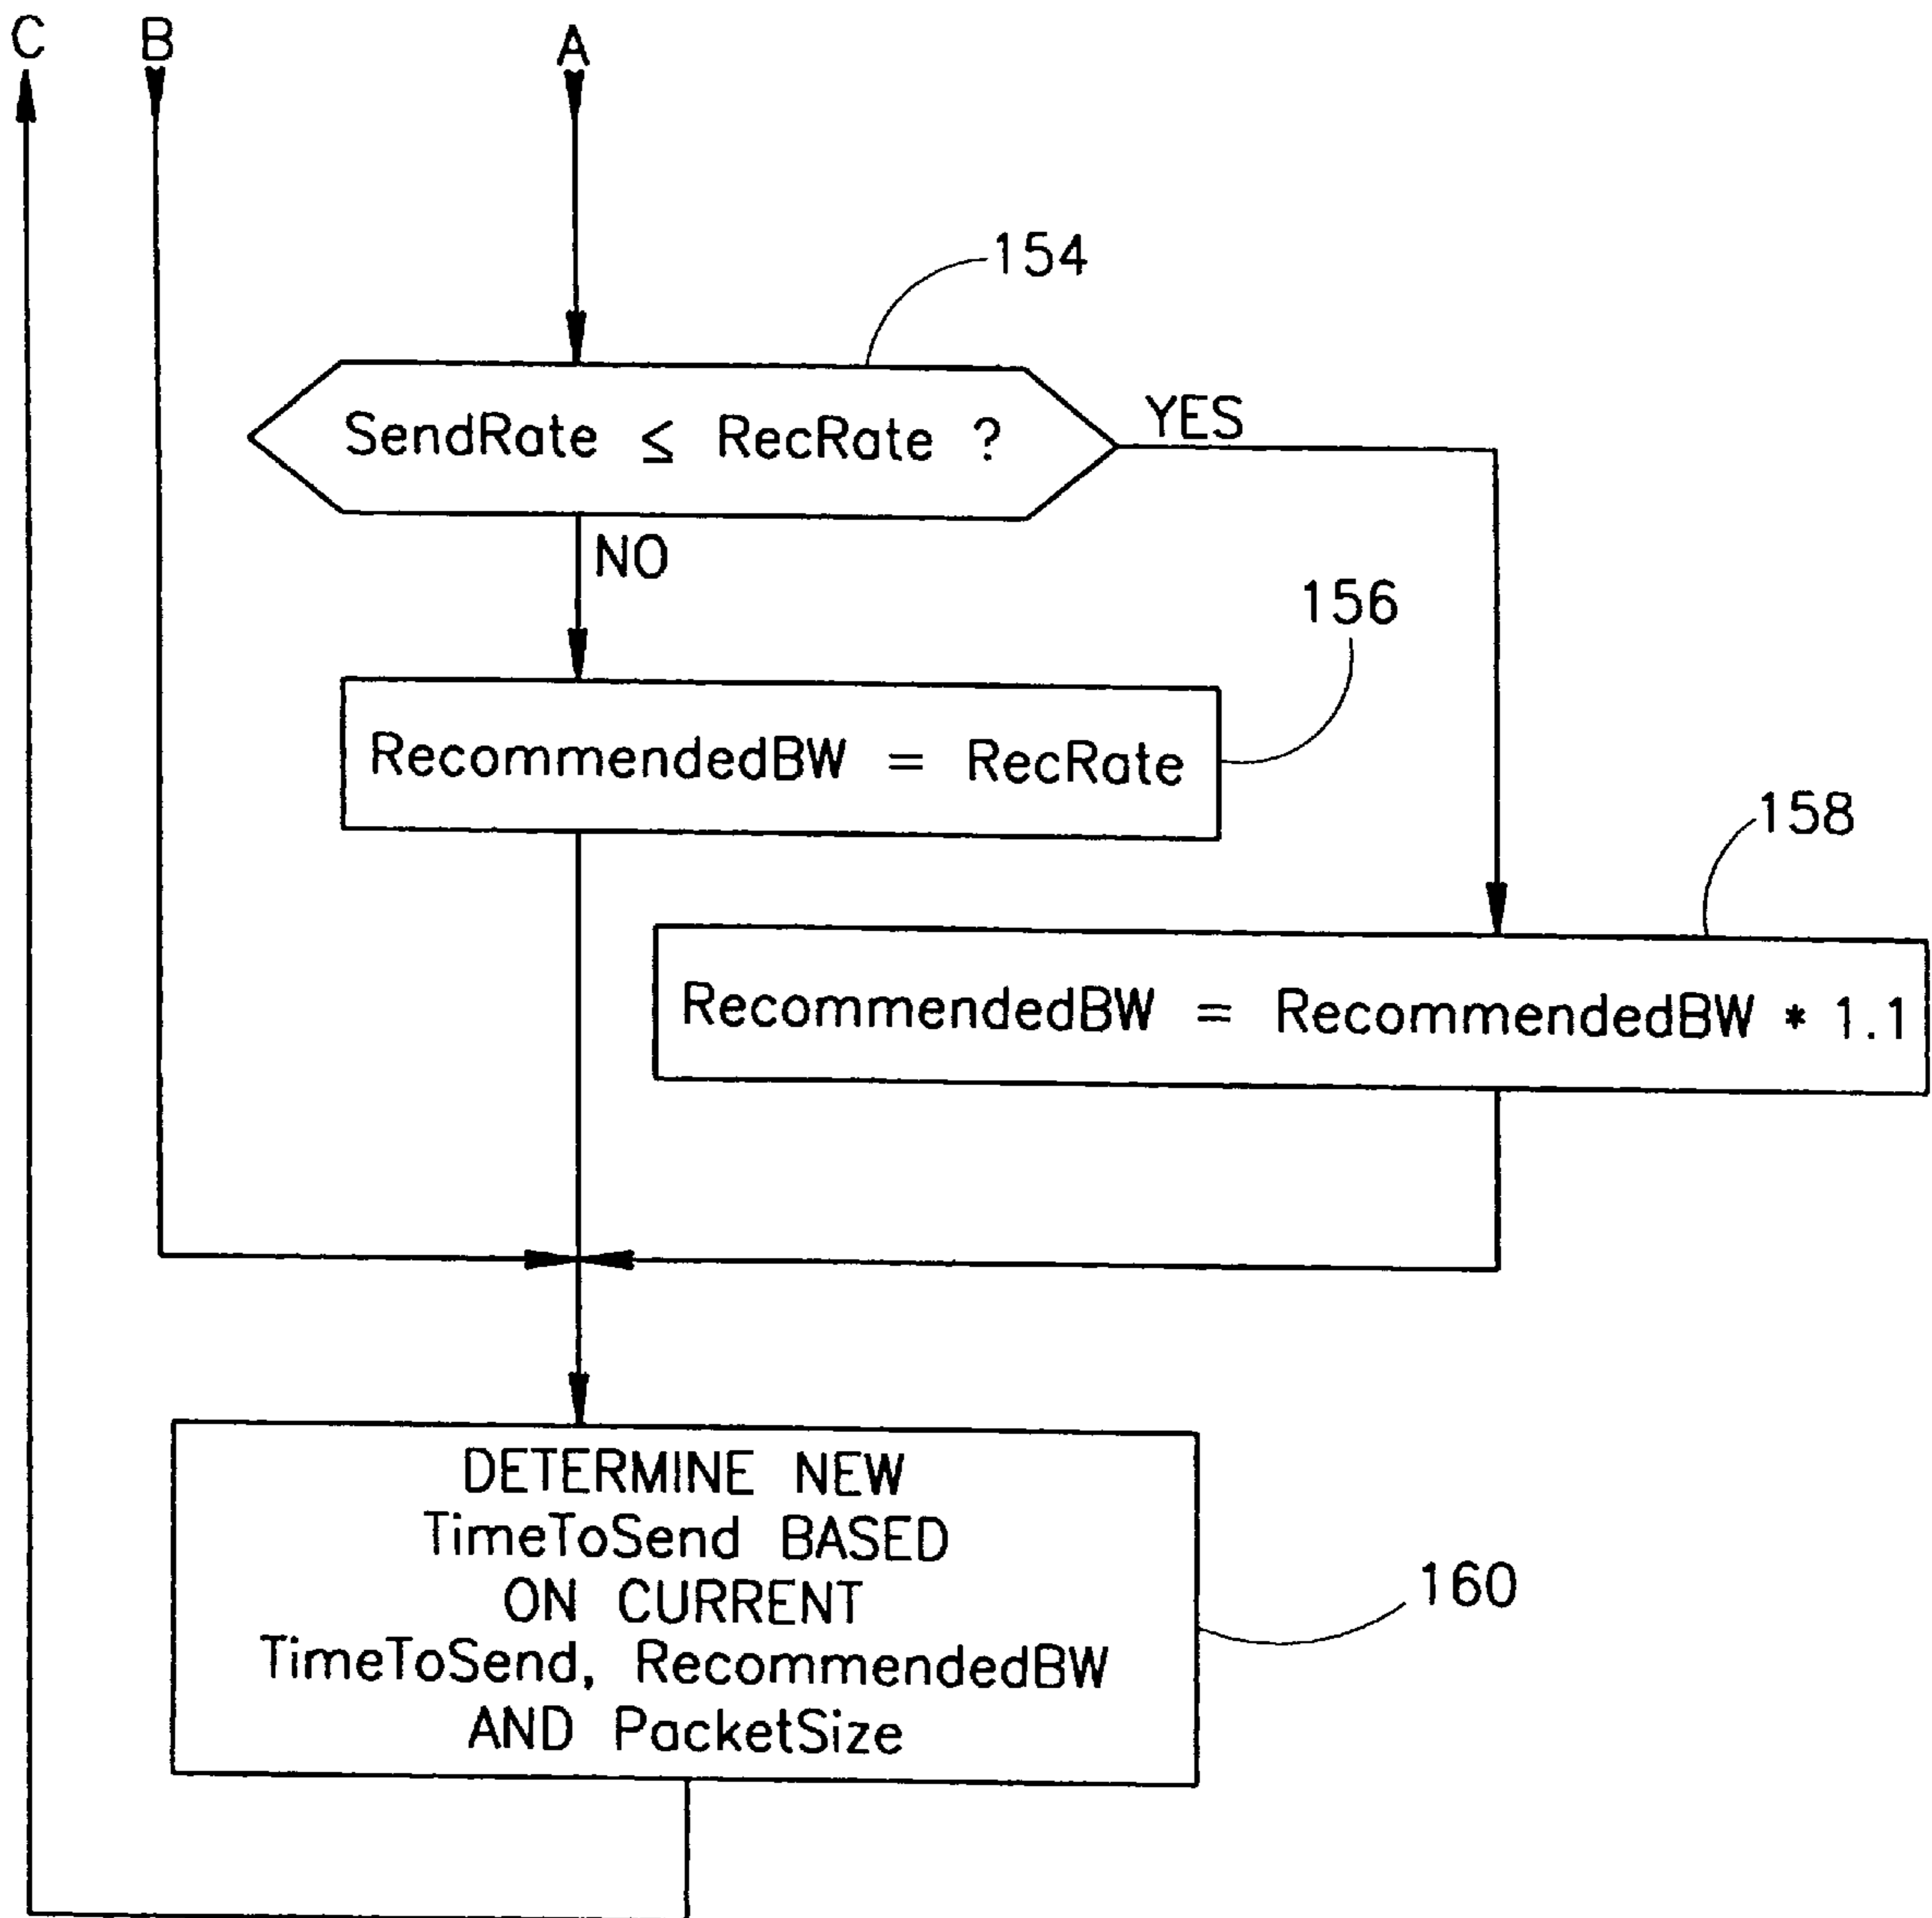 C
B
A
154
SendRate ≤ RecRate ?
YES
NO
156
RecommendedBW = RecRate
158
RecommendedBW = RecommendedBW * 1.1
DETERMINE NEW
TimeToSend BASED
ON CURRENT
TimeToSend, RecommendedBW
AND PacketSize
160